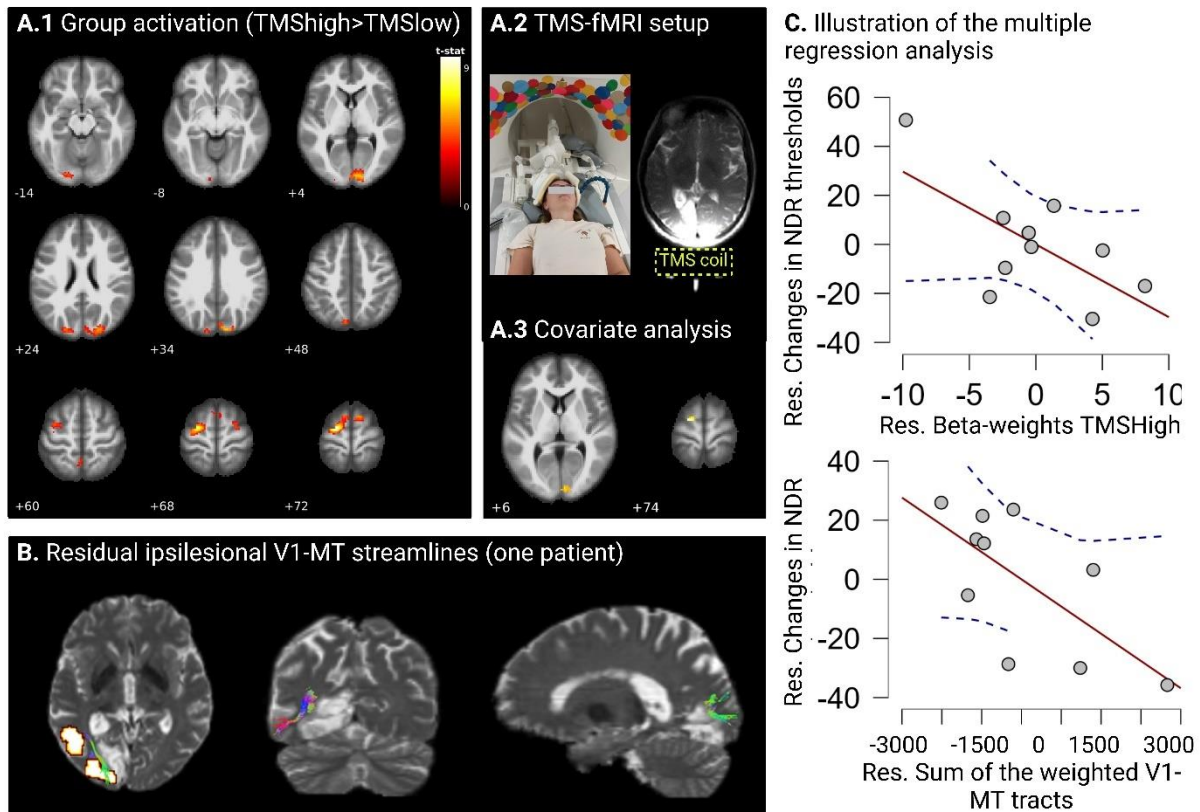 A.1 Group activation (TMShigh>TMSlow)
t-stat
9
0
-14
-8
+4
+24
+34
+48
+60
+68
+72
A.2 TMS-fMRI setup
TMS coil
A.3 Covariate analysis
+6
+74
B. Residual ipsilesional V1-MT streamlines (one patient)
C. Illustration of the multiple
regression analysis
Res. Changes in NDR thresholds
60
40
20
0
-20
-40
-10
-5
0
5
10
Res. Beta-weights TMSHigh
Res. Changes in NDR
40
20
0
-20
-40
-3000
-1500
0
1500
3000
Res. Sum of the weighted V1-
MT tracts